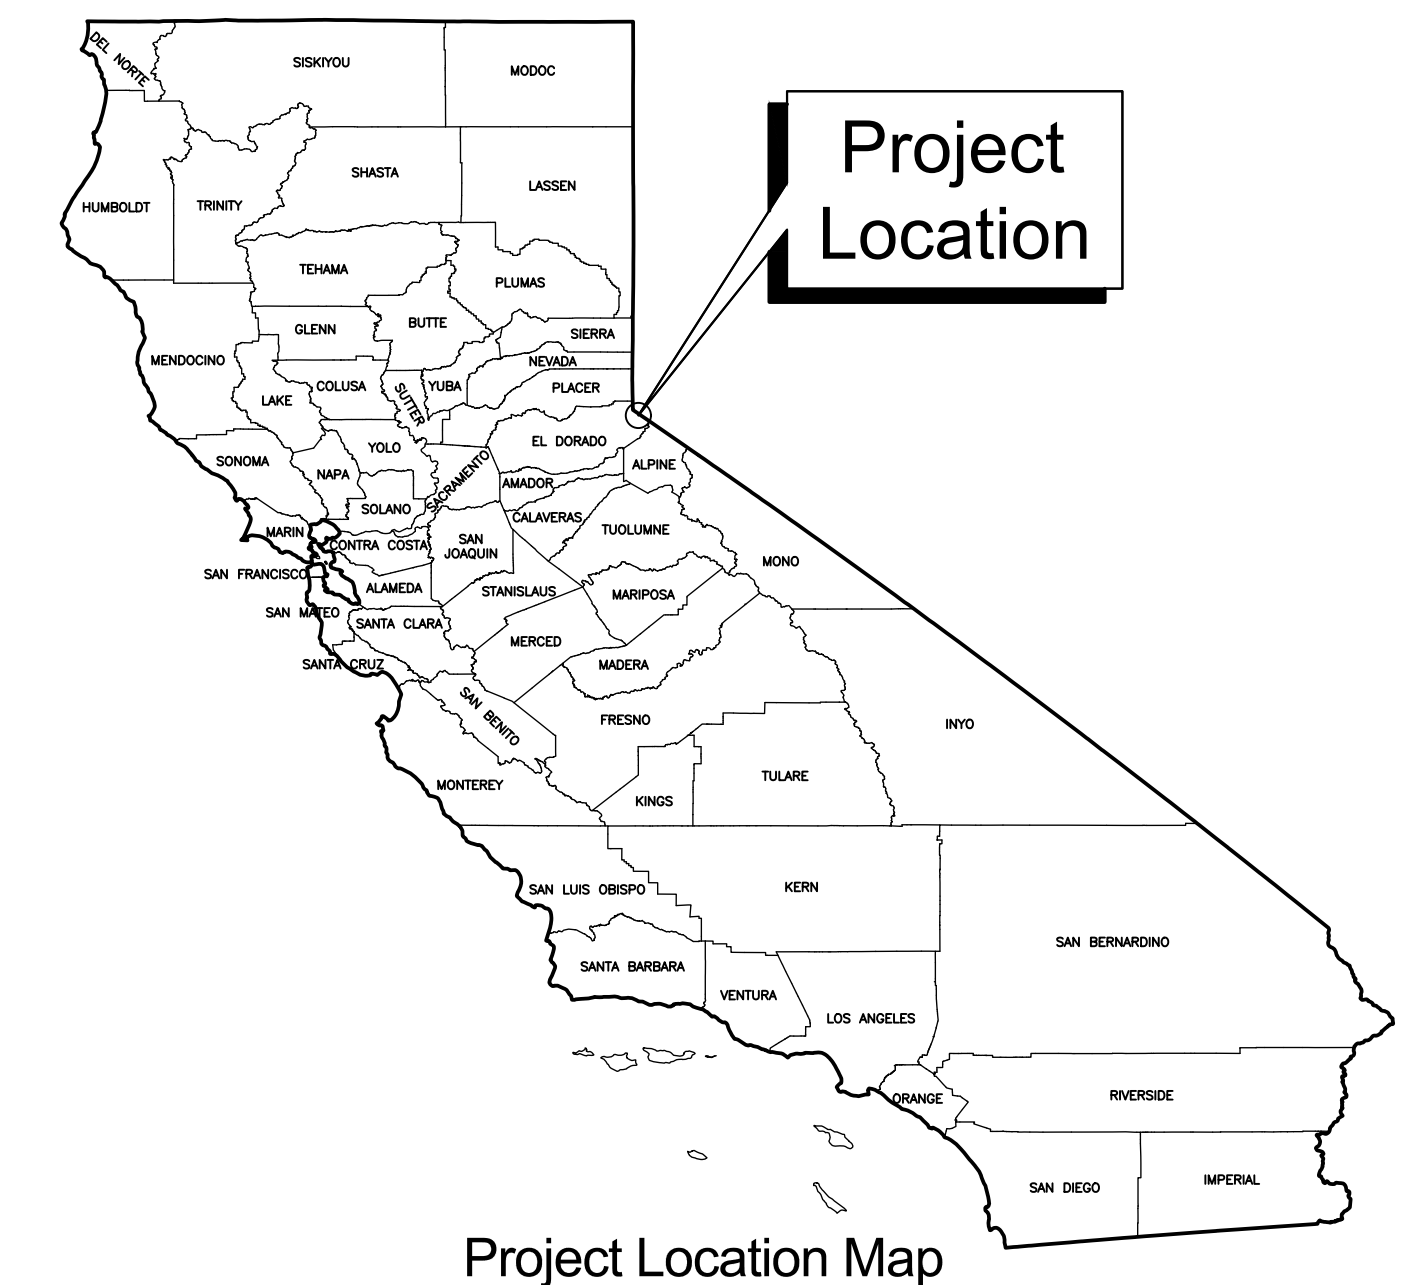 DEL NORTE
SISKIYOU
MODOC
Project
Location
SHASTA
LASSEN
HUMBOLDT
TRINITY
TEHAMA
PLUMAS
GLENN
BUTTE
SIERRA
MENDOCINO
NEVADA
COLUSA
SUTTER
YUBA
PLACER
LAKE
YOLO
EL DORADO
SONOMA
NAPA
SACRAMENTO
ALPINE
AMADOR
SOLANO
CALAVERAS
MARIN
TUOLUMNE
CONTRA COSTA
SAN
JOAQUIN
MONO
SAN FRANCISCO
ALAMEDA
STANISLAUS
MARIPOSA
SAN MATEO
SANTA CLARA
MERCED
SANTA CRUZ
MADERA
SAN BENITO
FRESNO
INYO
MONTEREY
KINGS
TULARE
SAN LUIS OBISPO
KERN
SAN BERNARDINO
SANTA BARBARA
VENTURA
LOS ANGELES
ORANGE
RIVERSIDE
SAN DIEGO
IMPERIAL
Project Location Map